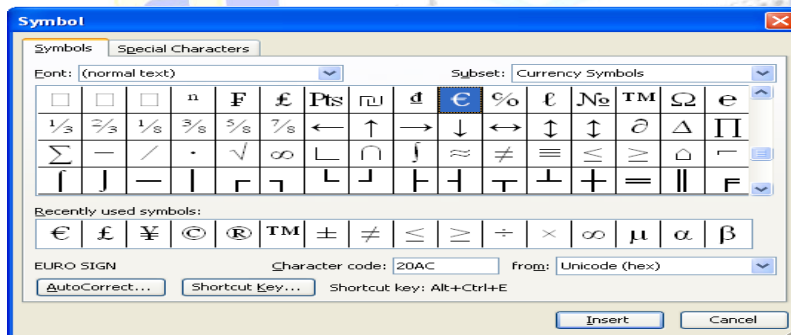 Symbol
Symbols Special Characters
Font: (normal text) Subset: Currency Symbols
□ □ □ ⁿ ₣ £ Pts ₪ đ € ℅ ℓ № ™ Ω ℮
⅓ ⅔ ⅛ ⅜ ⅝ ⅞ ← ↑ → ↓ ↔ ↕ ↨ ∂ ∆ ∏
∑ − ∕ ∙ √ ∞ ∟ ∩ ∫ ≈ ≠ ≡ ≤ ≥ ⌂ ⌐
⌠ ⌡ ─ │ ┌ ┐ └ ┘ ├ ┤ ┬ ┴ ┼ ═ ║ ╒
Recently used symbols:
€ £ ¥ © ® ™ ± ≠ ≤ ≥ ÷ × ∞ µ α β
EURO SIGN Character code: 20AC from: Unicode (hex)
AutoCorrect... Shortcut Key... Shortcut key: Alt+Ctrl+E
Insert Cancel